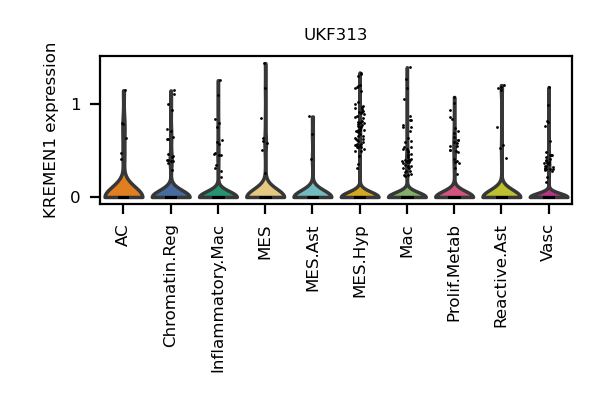 UKF313
KREMEN1 expression
1
0
AC
Chromatin.Reg
Inflammatory.Mac
MES
MES.Ast
MES.Hyp
Mac
Prolif.Metab
Reactive.Ast
Vasc